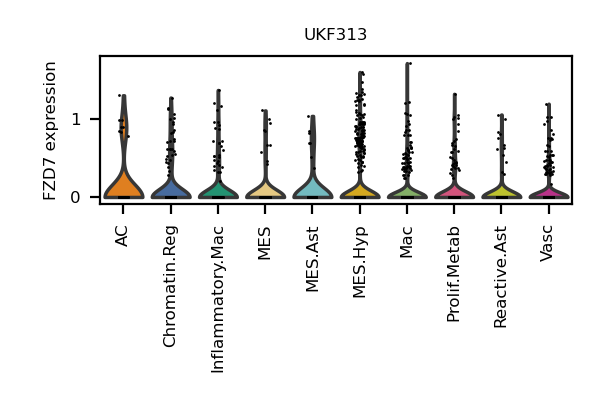 UKF313
FZD7 expression
1
0
AC
Chromatin.Reg
Inflammatory.Mac
MES
MES.Ast
MES.Hyp
Mac
Prolif.Metab
Reactive.Ast
Vasc